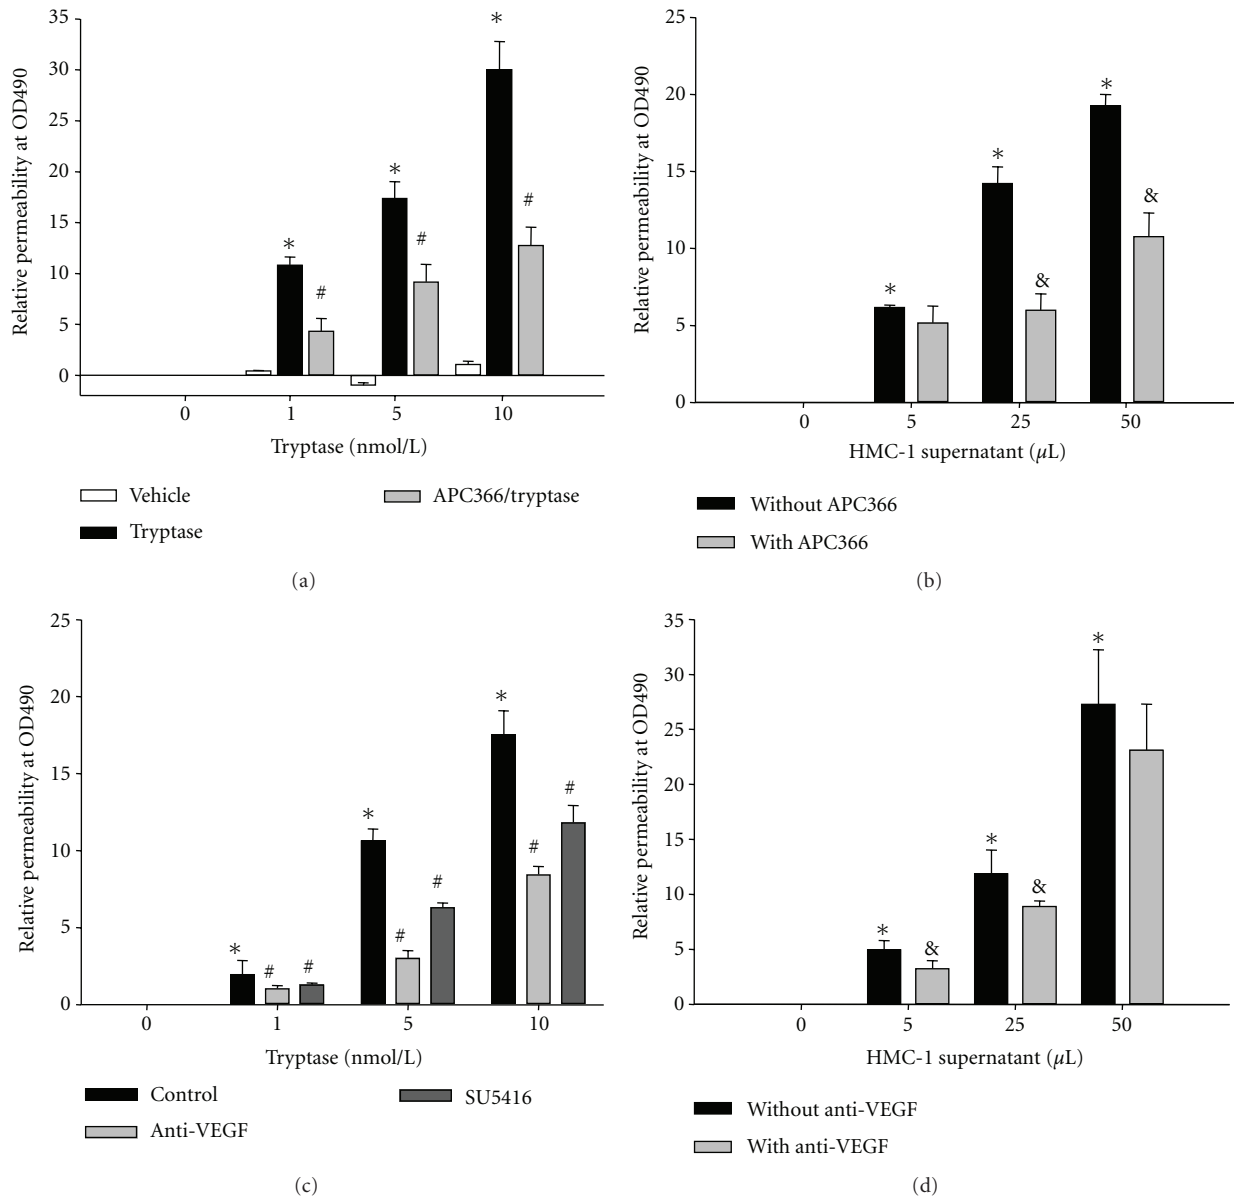 Relative permeability at OD490
35
30
25
20
15
10
5
0
*
*
*
#
#
#
0 1 5 10
Tryptase (nmol/L)
Vehicle
APC366/tryptase
Tryptase
(a)
Relative permeability at OD490
25
20
15
10
5
0
*
*
*
&
&
0 5 25 50
HMC-1 supernatant (μL)
Without APC366
With APC366
(b)
Relative permeability at OD490
25
20
15
10
5
0
*
#
#
*
#
#
*
#
#
0 1 5 10
Tryptase (nmol/L)
Control
SU5416
Anti-VEGF
(c)
Relative permeability at OD490
35
30
25
20
15
10
5
0
*
&
*
&
*
0 5 25 50
HMC-1 supernatant (μL)
Without anti-VEGF
With anti-VEGF
(d)